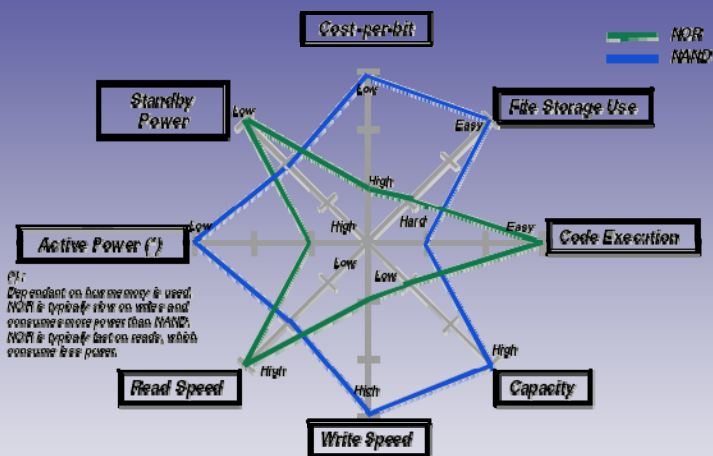 Cost-per-bit
NOR
NAND
Low
File Storage Use
Standby
Power
Low
Easy
High
Hard
Easy
Code Execution
Low
Active Power (*)
High
Low
Low
(*):
Dependant on how memory is used.
NOR is typically slow on writes and
consumes more power than NAND.
NOR is typically fast on reads, which
consume less power.
High
High
Read Speed
High
Capacity
Write Speed